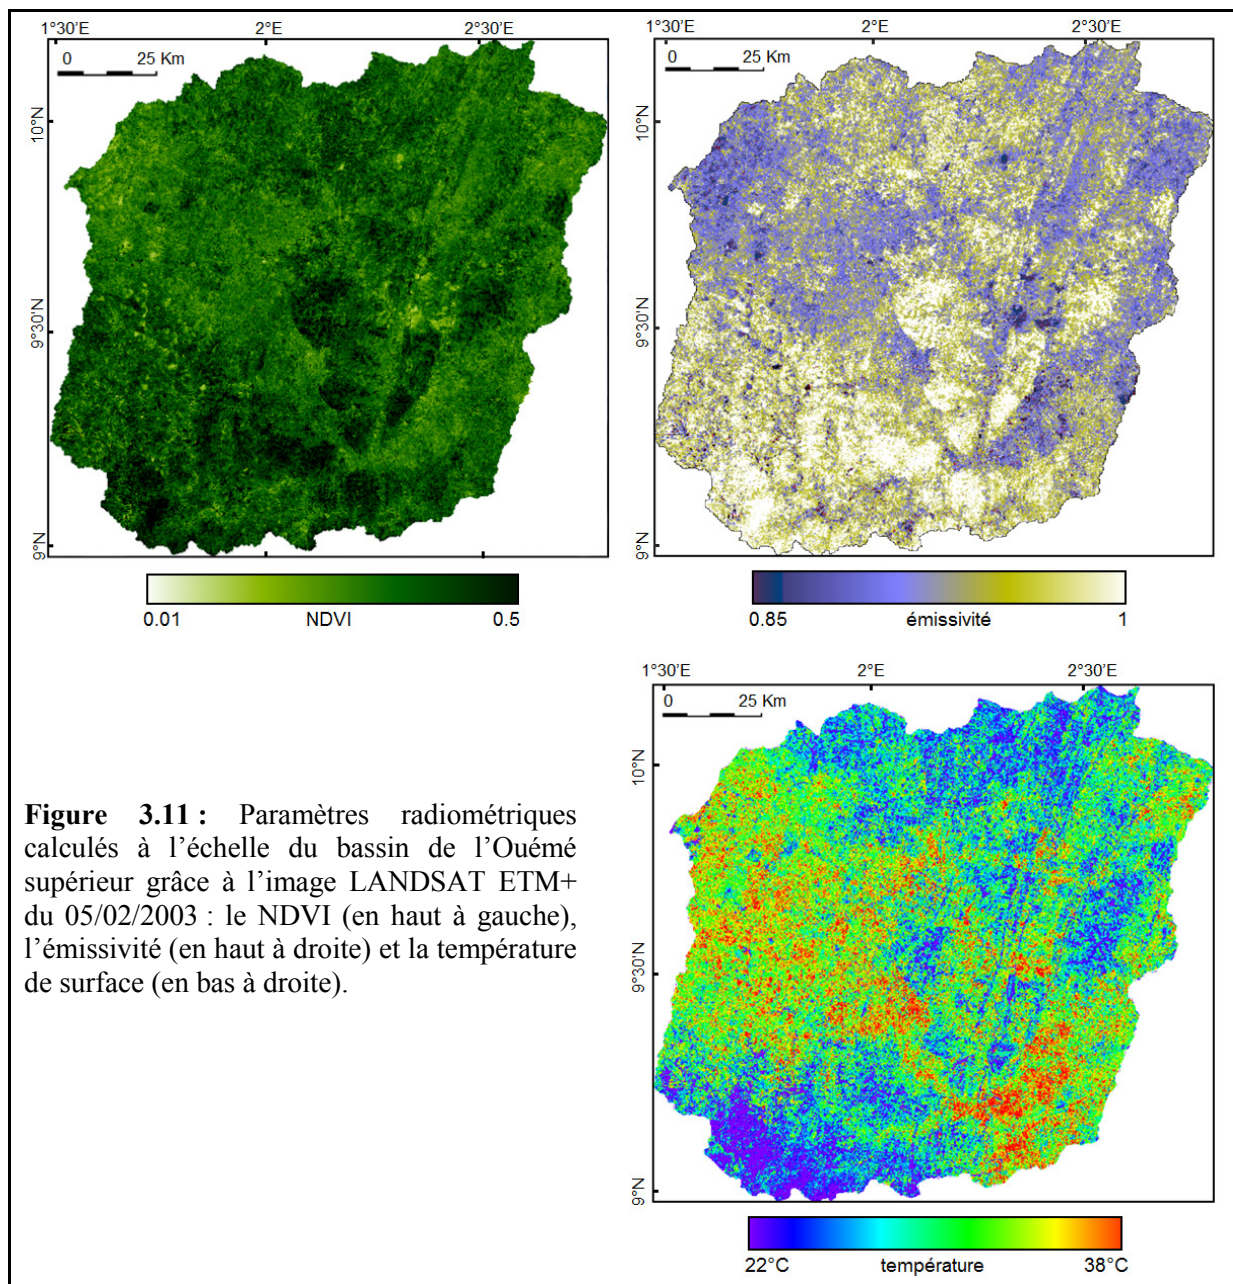 1°30'E 2°E 2°30'E
0 25 Km
10°N
9°30'N
9°N
0.01 NDVI 0.5
1°30'E 2°E 2°30'E
0 25 Km
10°N
9°30'N
9°N
0.85 émissivité 1
1°30'E 2°E 2°30'E
0 25 Km
10°N
9°30'N
9°N
22°C température 38°C
Figure 3.11 : Paramètres radiométriques
calculés à l’échelle du bassin de l’Ouémé
supérieur grâce à l’image LANDSAT ETM+
du 05/02/2003 : le NDVI (en haut à gauche),
l’émissivité (en haut à droite) et la température
de surface (en bas à droite).